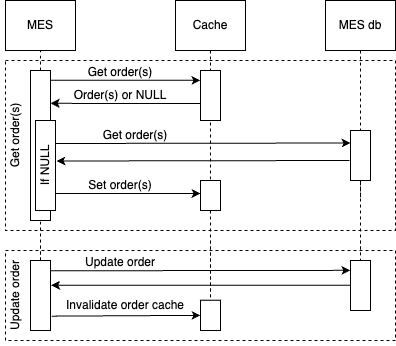 MES
Cache
MES db
Get order(s)
Get order(s)
Order(s) or NULL
If NULL
Get order(s)
Set order(s)
Update order
Update order
Invalidate order cache